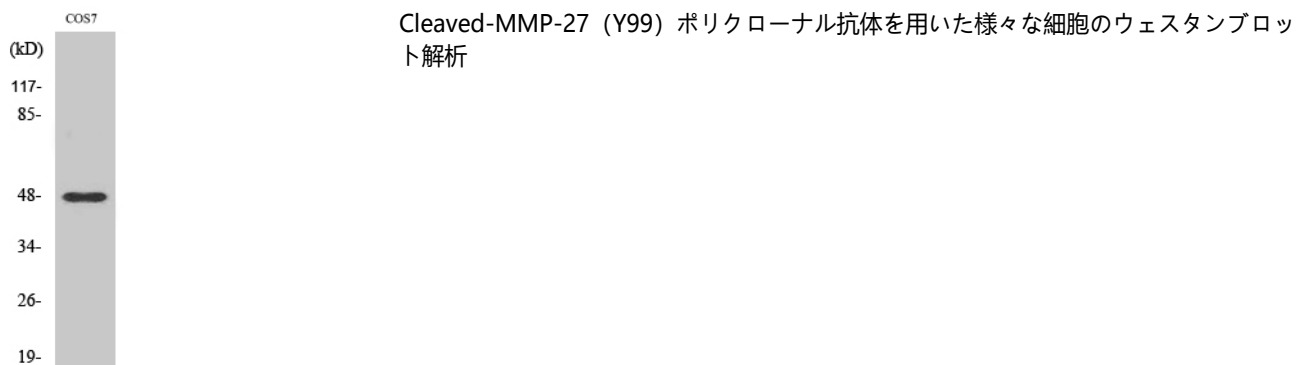 COS7
(kD)
117-
85-
48-
34-
26-
19-
Cleaved-MMP-27（Y99）ポリクローナル抗体を用いた様々な細胞のウェスタンブロッ
ト解析